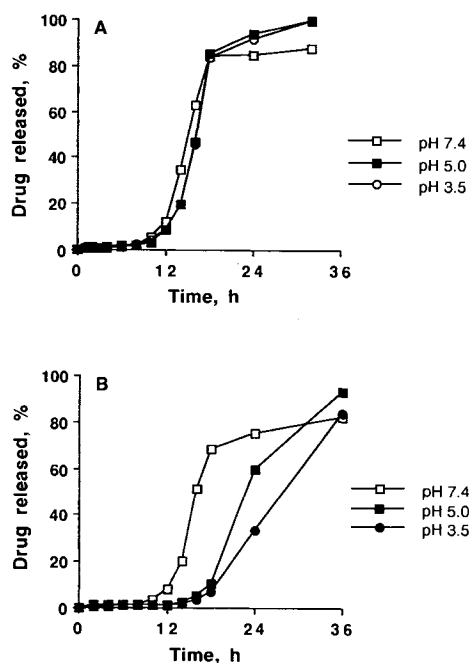 A
100
80
60
40
20
0
Drug released, %
0 12 24 36
Time, h
pH 7.4
pH 5.0
pH 3.5
B
100
80
60
40
20
0
Drug released, %
0 12 24 36
Time, h
pH 7.4
pH 5.0
pH 3.5